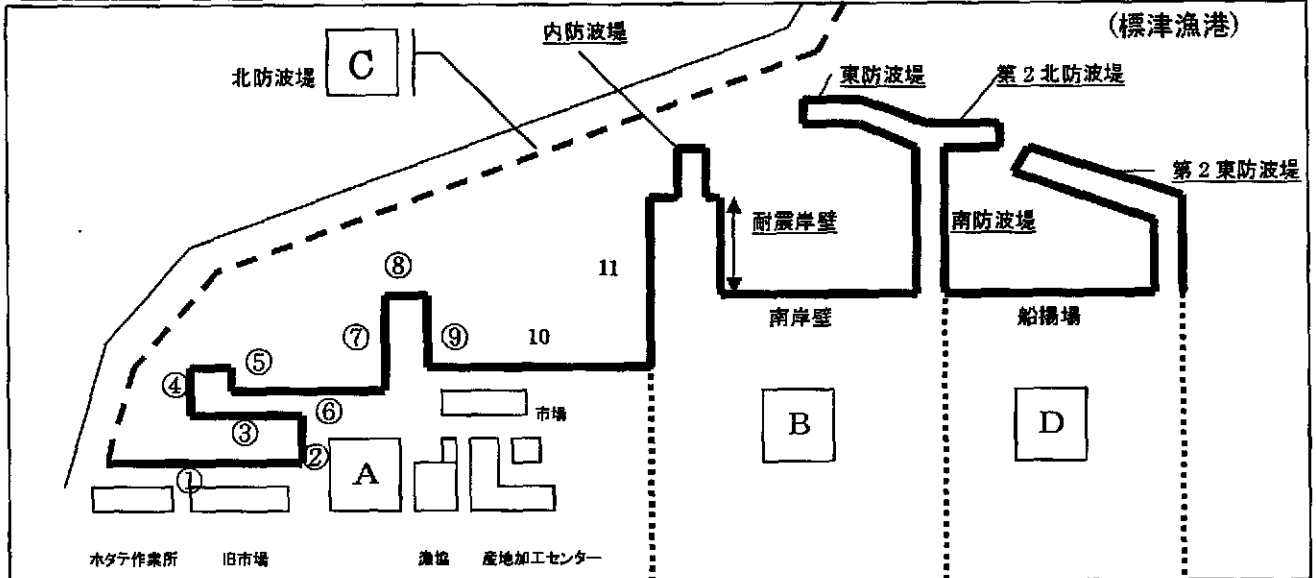 (標津漁港)
内防波堤
北防波堤
C
東防波堤
第2北防波堤
第2東防波堤
耐震岸壁
南防波堤
⑧
11
南岸壁
船揚場
⑦
⑨
10
⑤
④
⑥
市場
③
②
A
B
D
①
ホタテ作業所
旧市場
漁協
産地加工センター